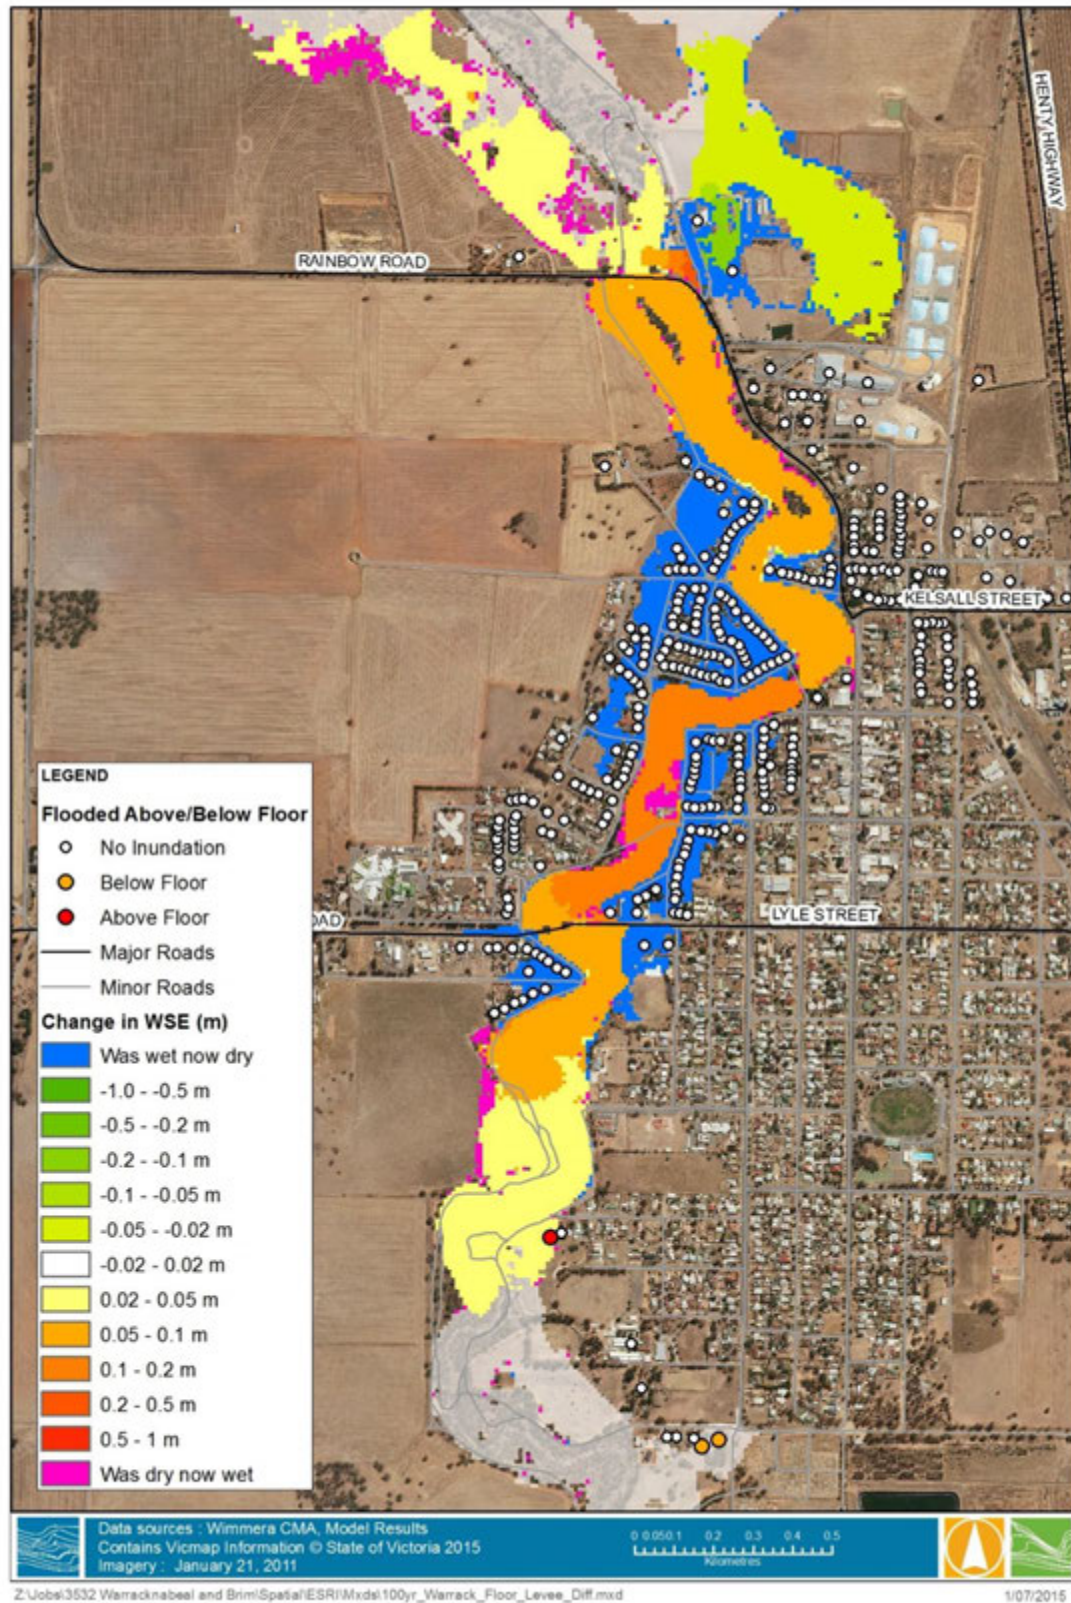 HENTY HIGHWAY
RAINBOW ROAD
KELSALL STREET
LEGEND
Flooded Above/Below Floor
No Inundation
Below Floor
Above Floor
Major Roads
Minor Roads
OAD
LYLE STREET
Change in WSE (m)
Was wet now dry
-1.0 - -0.5 m
-0.5 - -0.2 m
-0.2 - -0.1 m
-0.1 - -0.05 m
-0.05 - -0.02 m
-0.02 - 0.02 m
0.02 - 0.05 m
0.05 - 0.1 m
0.1 - 0.2 m
0.2 - 0.5 m
0.5 - 1 m
Was dry now wet
Data sources : Wimmera CMA, Model Results
Contains Vicmap Information © State of Victoria 2015
Imagery : January 21, 2011
0 0.050.1 0.2 0.3 0.4 0.5
Kilometres
Z:\Jobs\3532 Warracknabeal and Brim\Spatial\ESRI\Mxds\100yr_Warrack_Floor_Levee_Diff.mxd
1/07/2015